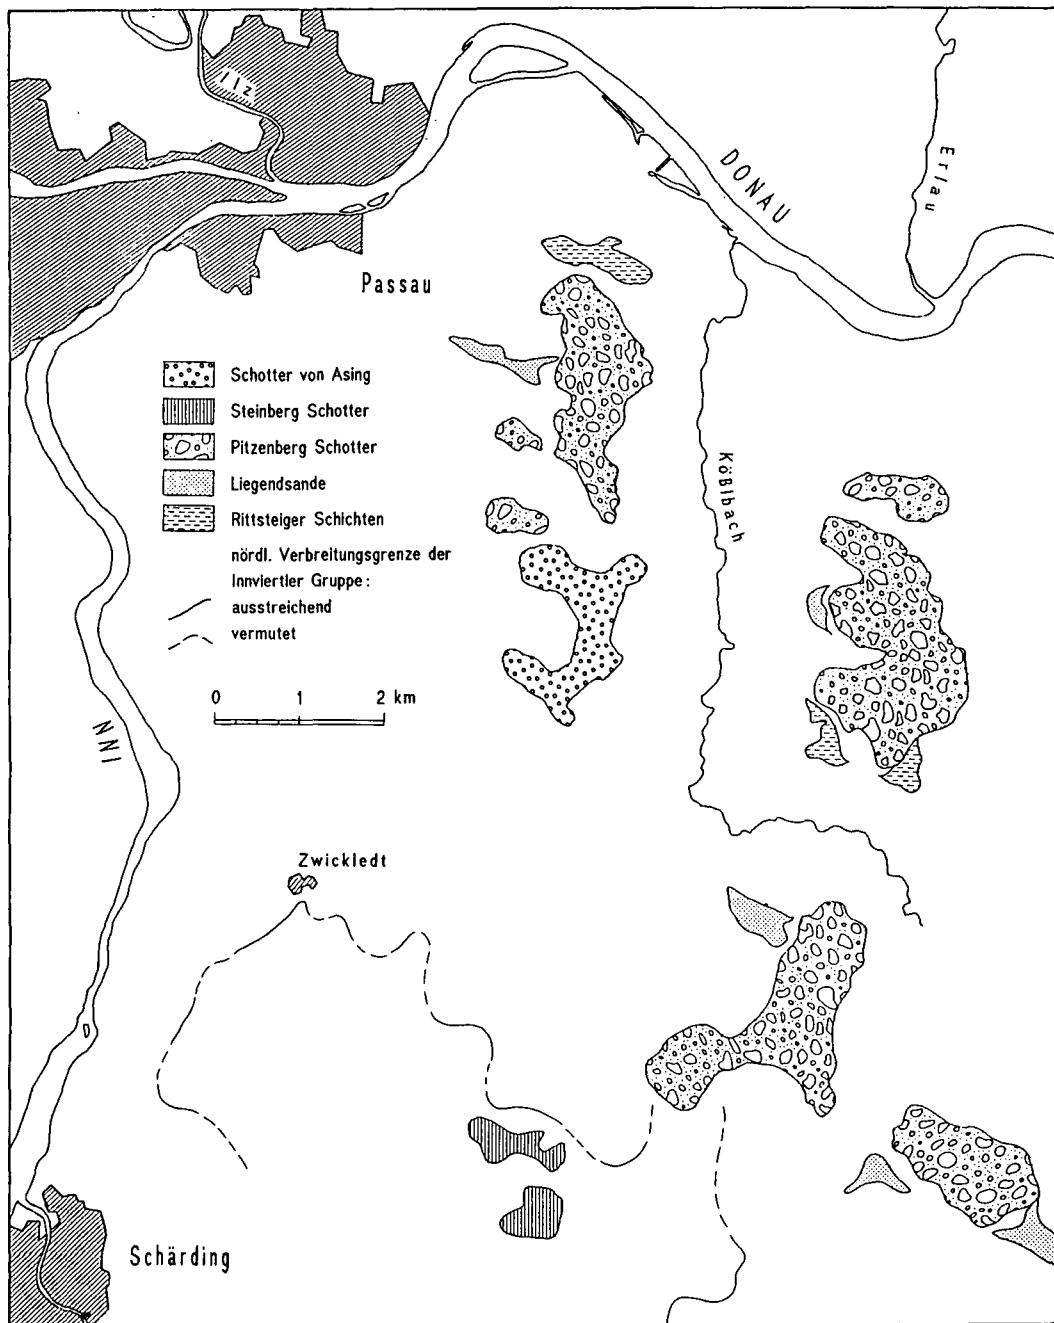 Ilz
DONAU
Erlau
Passau
Schotter von Asing
Steinberg Schotter
Pitzenberg Schotter
Liegendsande
Rittsteiger Schichten
nördl. Verbreitungsgrenze der
Innviertler Gruppe:
ausstreichend
vermutet
0 1 2 km
Kößlbach
INN
Zwickledt
Schärding